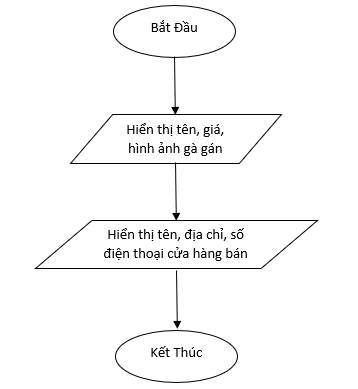 Bắt Đầu
Hiển thị tên, giá,
hình ảnh gà gán
Hiển thị tên, địa chỉ, số
điện thoại cửa hàng bán
Kết Thúc